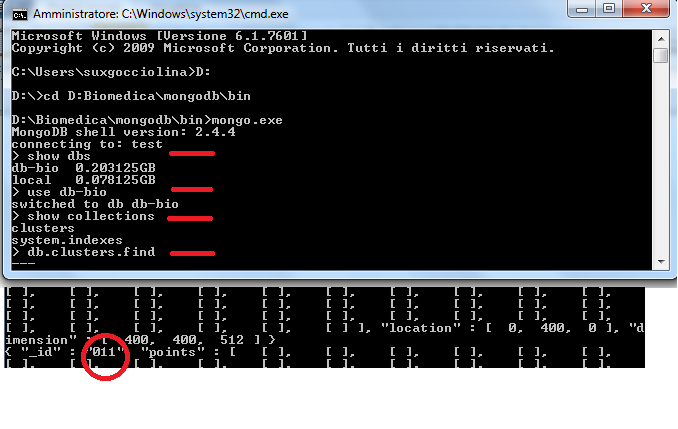 Amministratore: C:\Windows\system32\cmd.exe
Microsoft Windows [Versione 6.1.7601]
Copyright (c) 2009 Microsoft Corporation. Tutti i diritti riservati.
C:\Users\suxgocciolina>D:
D:\>cd D:Biomedica\mongodb\bin
D:\Biomedica\mongodb\bin>mongo.exe
MongoDB shell version: 2.4.4
connecting to: test
> show dbs
db-bio 0.203125GB
local 0.078125GB
> use db-bio
switched to db db-bio
> show collections
clusters
system.indexes
> db.clusters.find
---
[ ], [ ], [ ], [ ], [ ], [ ], [ ], [ ], [ ],
[ ], [ ], [ ], [ ], [ ], [ ], [ ], [ ], [ ],
[ ], [ ], [ ], [ ], [ ], [ ], [ ], [ ], [ ],
[ ], [ ], [ ], [ ], [ ], [ ] ], "location" : [ 0, 400, 0 ], "d
imension" : [ 400, 400, 512 ] }
{ "_id" : "011", "points" : [ [ ], [ ], [ ], [ ], [ ],
[ ], [ ], [ ], [ ], [ ], [ ], [ ], [ ], [ ],